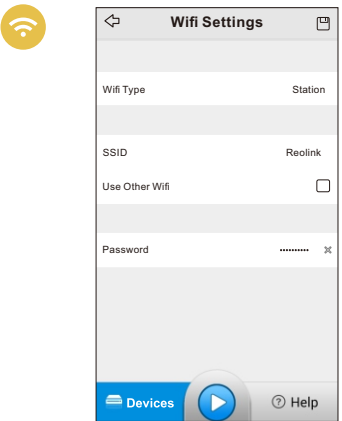 Wifi Settings
Wifi Type Station
SSID Reolink
Use Other Wifi
Password ••••••••••
Devices ? Help